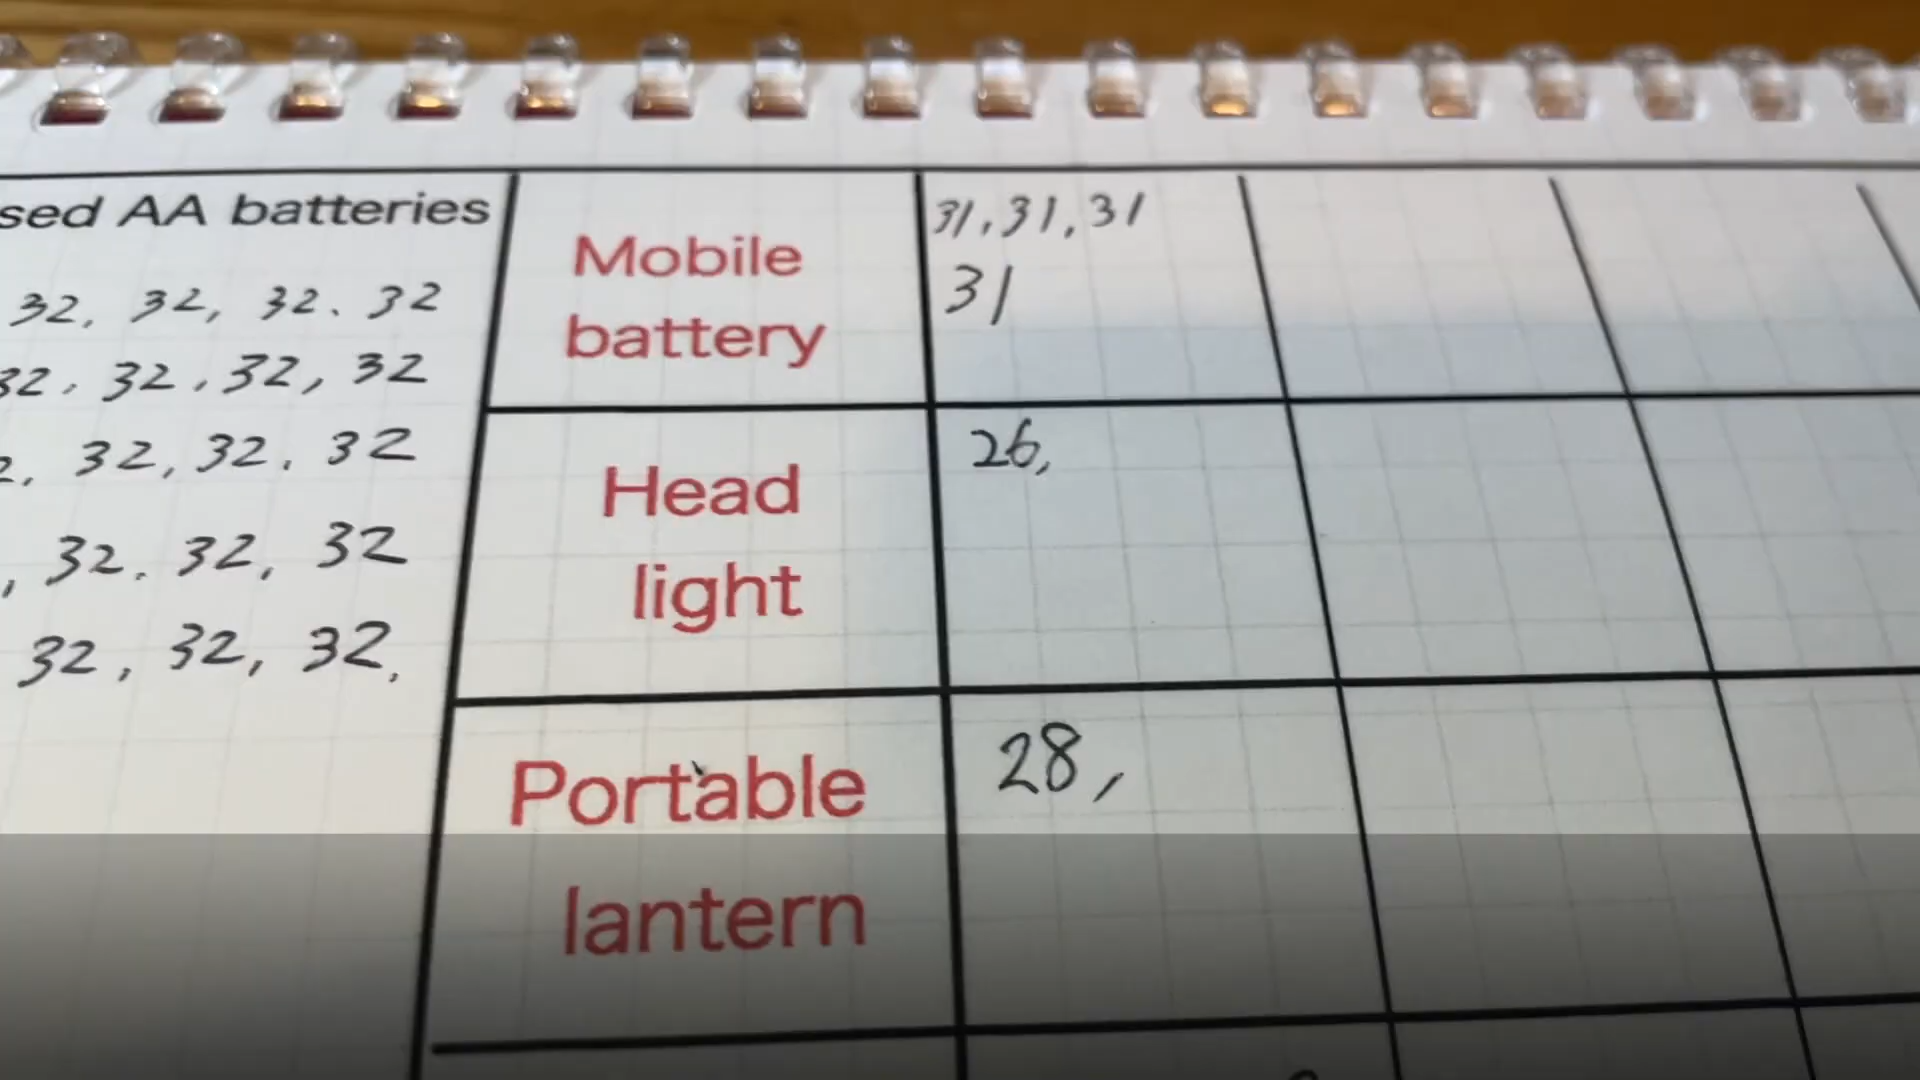 sed AA batteries
32, 32, 32. 32
32. 32, 32, 32
2. 32, 32. 32
, 32. 32, 32
32, 32, 32.
Mobile
battery
31, 31, 31
31
Head
light
26,
Portable
lantern
28,